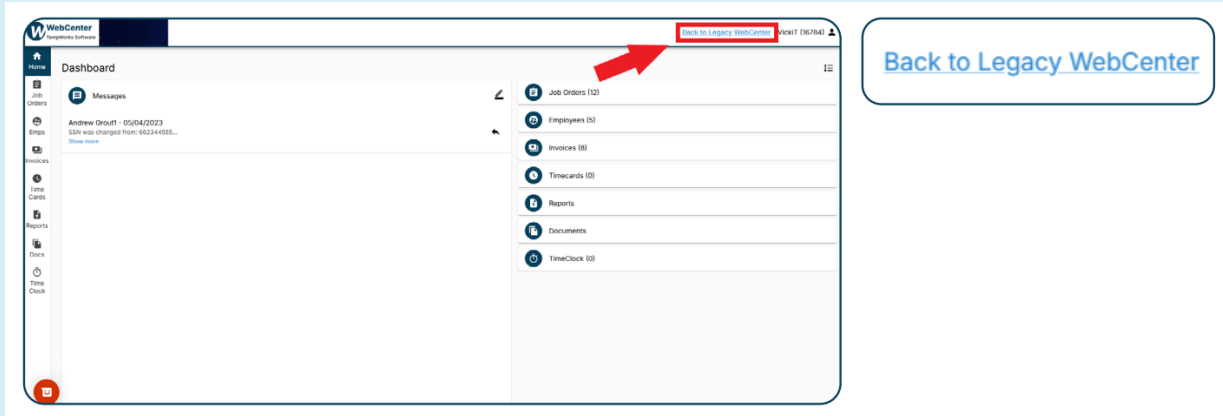 WebCenter
TempWorks Software
Back to Legacy WebCenter VickiT (16784)
Home
Job Orders
Emps
Invoices
Time Cards
Reports
Docs
Time Clock
Dashboard
Messages
Andrew Grout1 - 05/04/2023
SSN was changed from: 662344555...
Show more
Job Orders (12)
Employees (5)
Invoices (8)
Timecards (0)
Reports
Documents
TimeClock (0)
Back to Legacy WebCenter